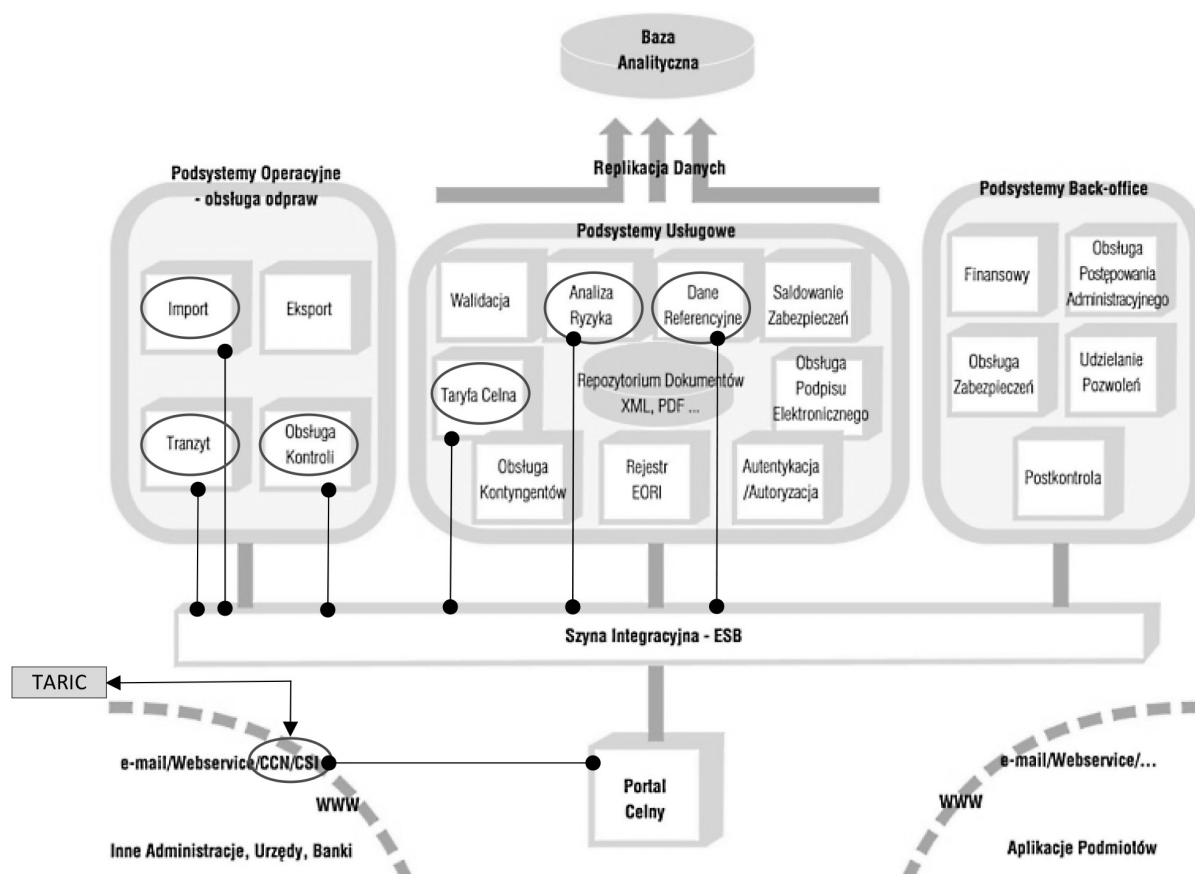 Baza
Analityczna
Replikacja Danych
Podsystemy Operacyjne
- obsługa odpraw
Import
Eksport
Tranzyt
Obsługa
Kontroli
Podsystemy Usługowe
Walidacja
Analiza
Ryzyka
Dane
Referencyjne
Saldowanie
Zabezpieczeń
Taryfa Celna
Repozytorium Dokumentów
XML, PDF ...
Obsługa
Podpisu
Elektronicznego
Obsługa
Kontyngentów
Rejestr
EORI
Autentykacja
/Autoryzacja
Podsystemy Back-office
Finansowy
Obsługa
Postępowania
Administracyjnego
Obsługa
Zabezpieczeń
Udzielanie
Pozwoleń
Postkontrola
Szyna Integracyjna - ESB
TARIC
e-mail/Webservice/CCN/CSI
WWW
Inne Administracje, Urzędy, Banki
Portal
Celny
e-mail/Webservice/...
WWW
Aplikacje Podmiotów